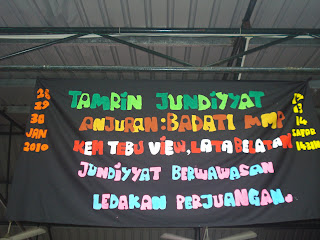 TAMRIN JUNDIYYAT
ANJURAN: BADATI MMP
KEM TEBU VIEW, LATA BELATAN
JUNDIYYAT BERWAWASAN
LEDAKAN PERJUANGAN.
28
29
30
JAN
2010
14